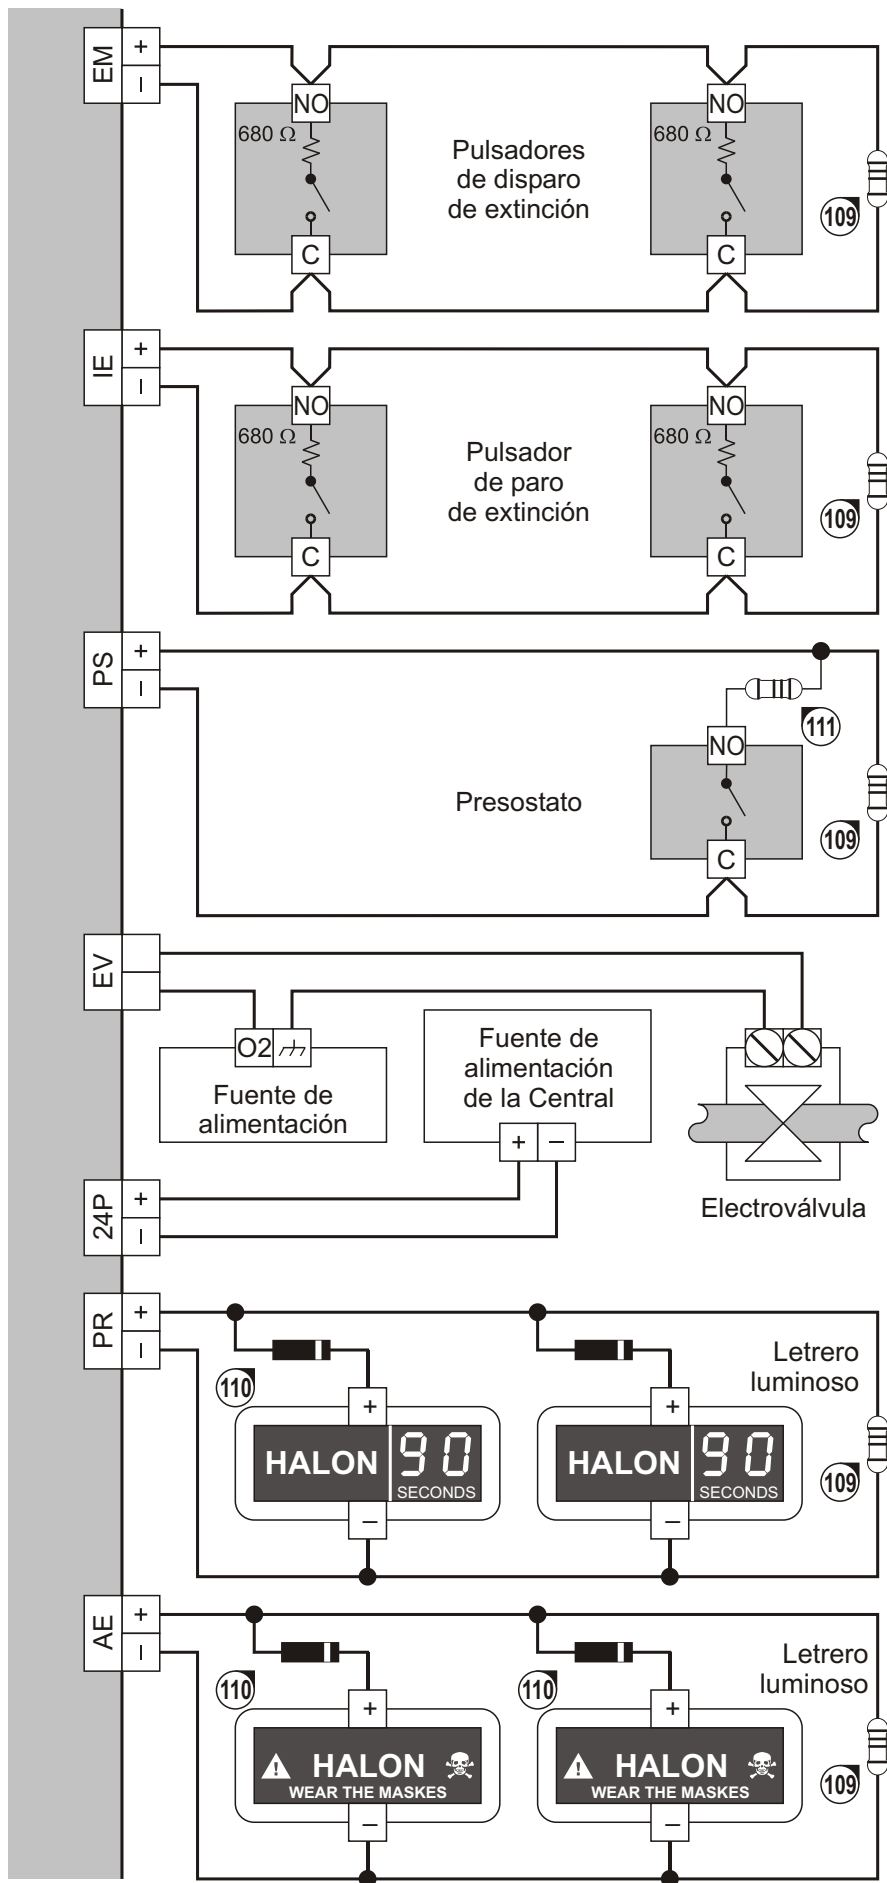 EM
+
–
NO
680 Ω
C
Pulsadores
de disparo
de extinción
NO
680 Ω
C
109
IE
+
–
NO
680 Ω
C
Pulsador
de paro
de extinción
NO
680 Ω
C
109
PS
+
–
111
NO
Presostato
C
109
EV
O2
Fuente de
alimentación
Fuente de
alimentación
de la Central
+ –
Electroválvula
24P
+
–
PR
+
–
110
+
HALON 90
SECONDS
–
+
HALON 90
SECONDS
–
Letrero
luminoso
109
AE
+
–
110
+
HALON
WEAR THE MASKES
–
110
+
HALON
WEAR THE MASKES
–
Letrero
luminoso
109